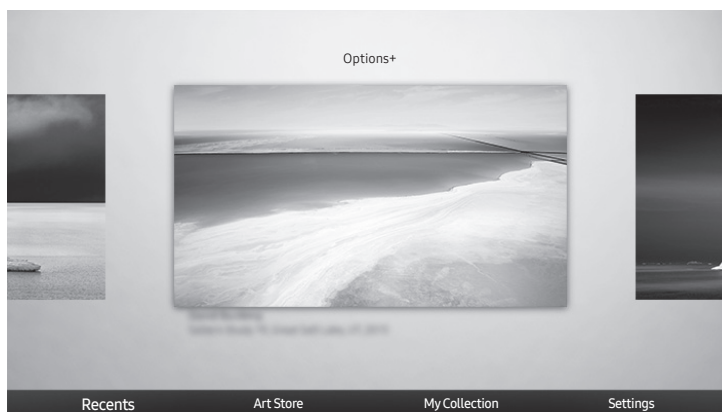 Options+
Recents
Art Store
My Collection
Settings